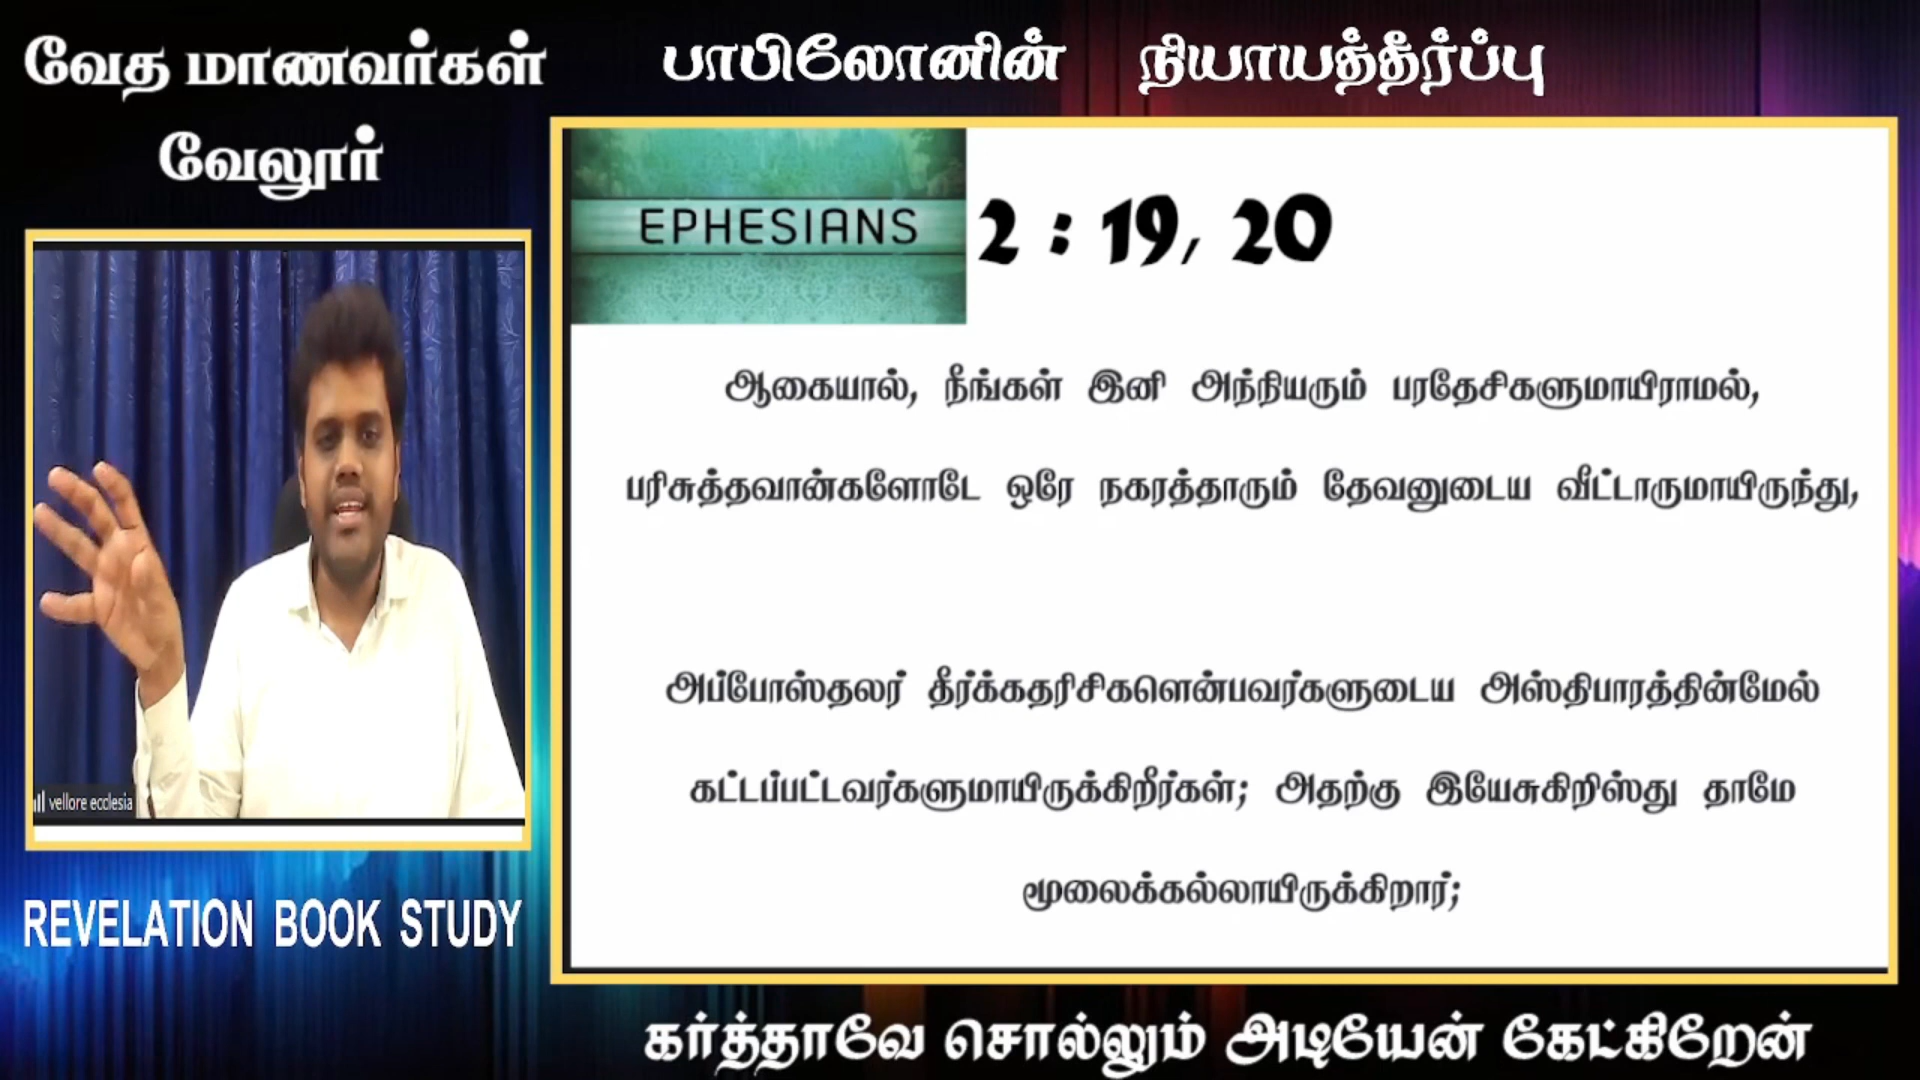 வேத மாணவர்கள்
வேலூர்
பாபிலோனின் நியாயத்தீர்ப்பு
EPHESIANS 2 : 19, 20
ஆகையால், நீங்கள் இனி அந்நியரும் பரதேசிகளுமாயிராமல்,
பரிசுத்தவான்களோடே ஒரே நகரத்தாரும் தேவனுடைய வீட்டாருமாயிருந்து,
அப்போஸ்தலர் தீர்க்கதரிசிகளென்பவர்களுடைய அஸ்திபாரத்தின்மேல்
கட்டப்பட்டவர்களுமாயிருக்கிறீர்கள்; அதற்கு இயேசுகிறிஸ்து தாமே
மூலைக்கல்லாயிருக்கிறார்;
vellore ecclesia
REVELATION BOOK STUDY
கர்த்தாவே சொல்லும் அடியேன் கேட்கிறேன்